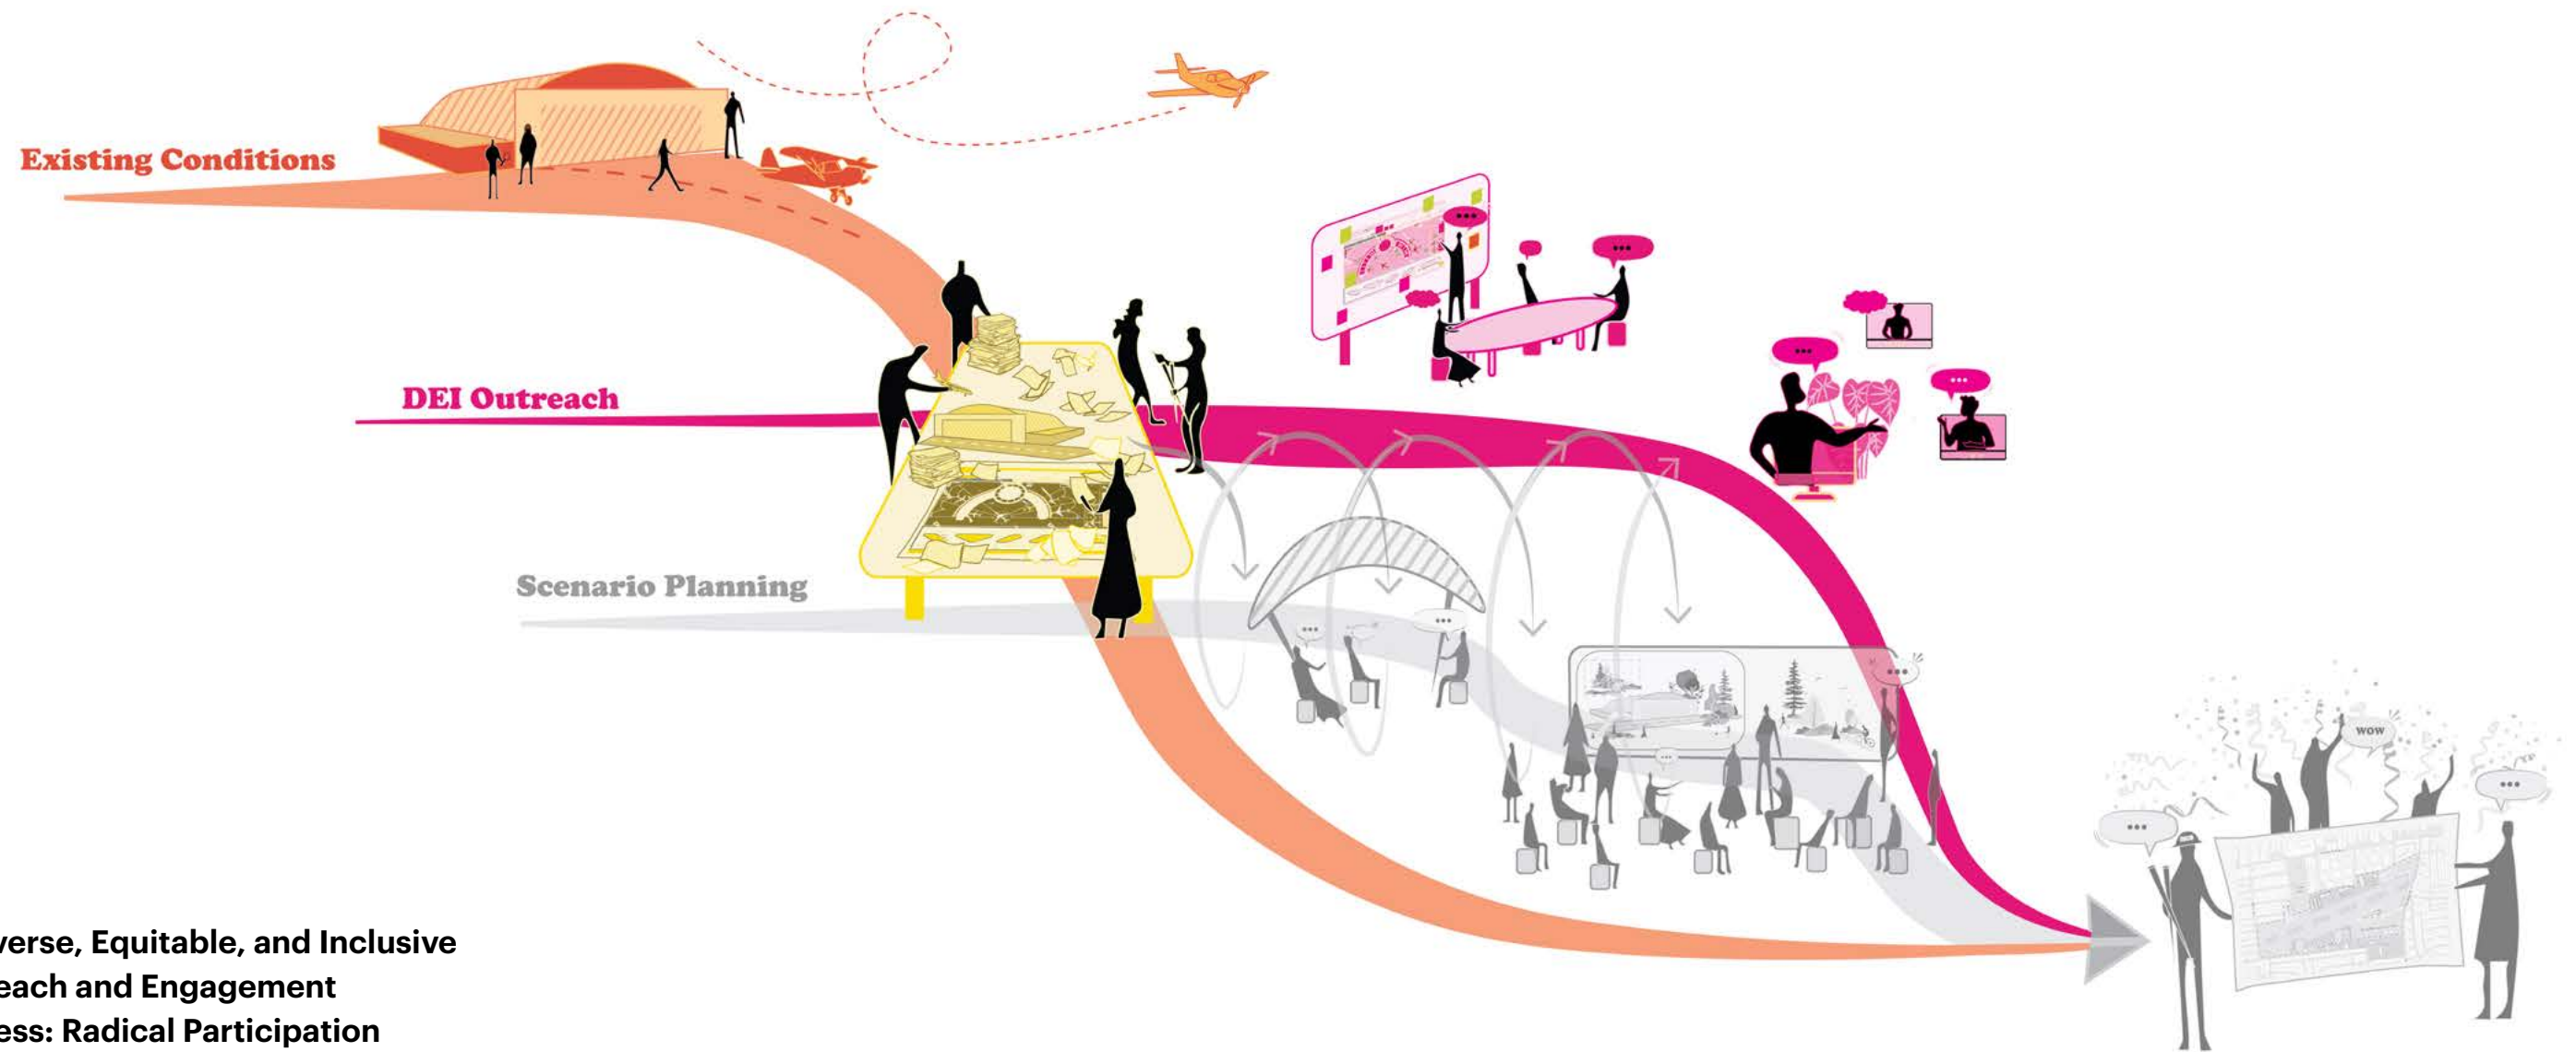 Existing Conditions
DEI Outreach
Scenario Planning
wow
verse, Equitable, and Inclusive
each and Engagement
ess: Radical Participation